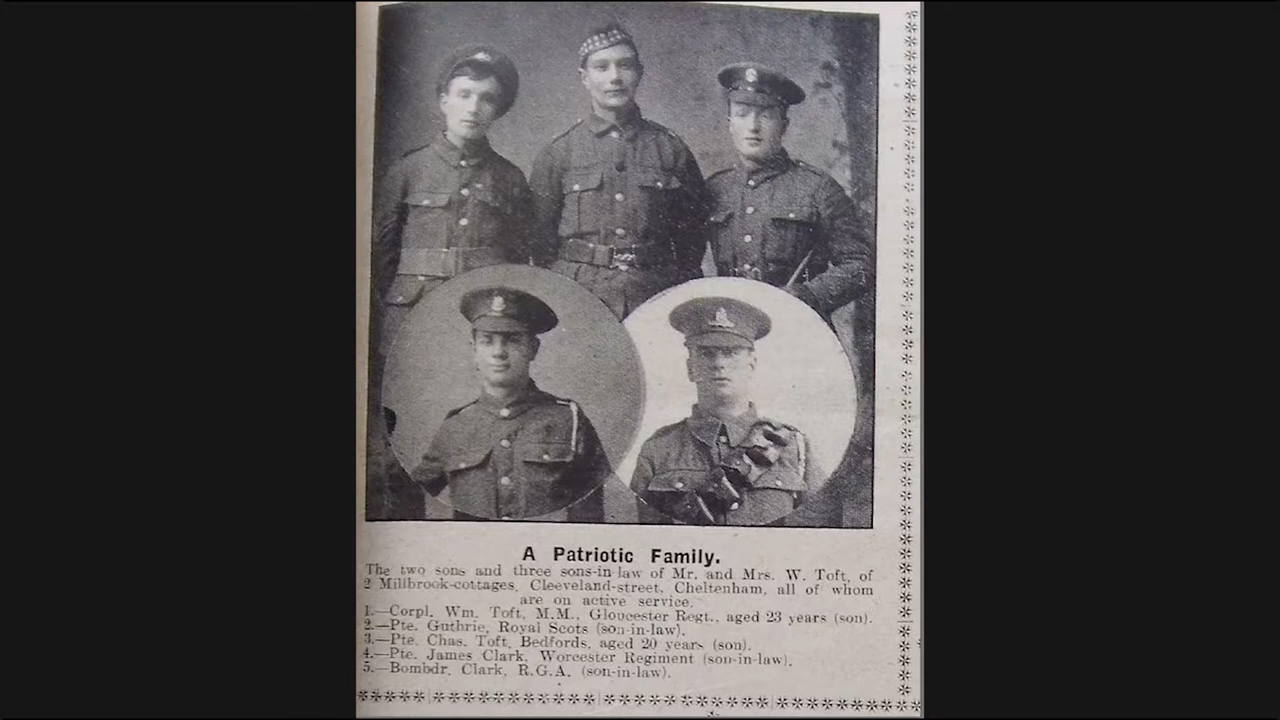 A Patriotic Family.
The two sons and three sons-in-law of Mr. and Mrs. W. Toft, of
2 Millbrook-cottages, Cleeveland-street, Cheltenham, all of whom
are on active service.
1.—Corpl. Wm. Toft, M.M., Gloucester Regt., aged 23 years (son).
2.—Pte. Guthrie, Royal Scots (son-in-law).
3.—Pte. Chas. Toft, Bedfords, aged 20 years (son).
4.—Pte. James Clark, Worcester Regiment (son-in-law).
5.—Bombdr. Clark, R.G.A. (son-in-law).